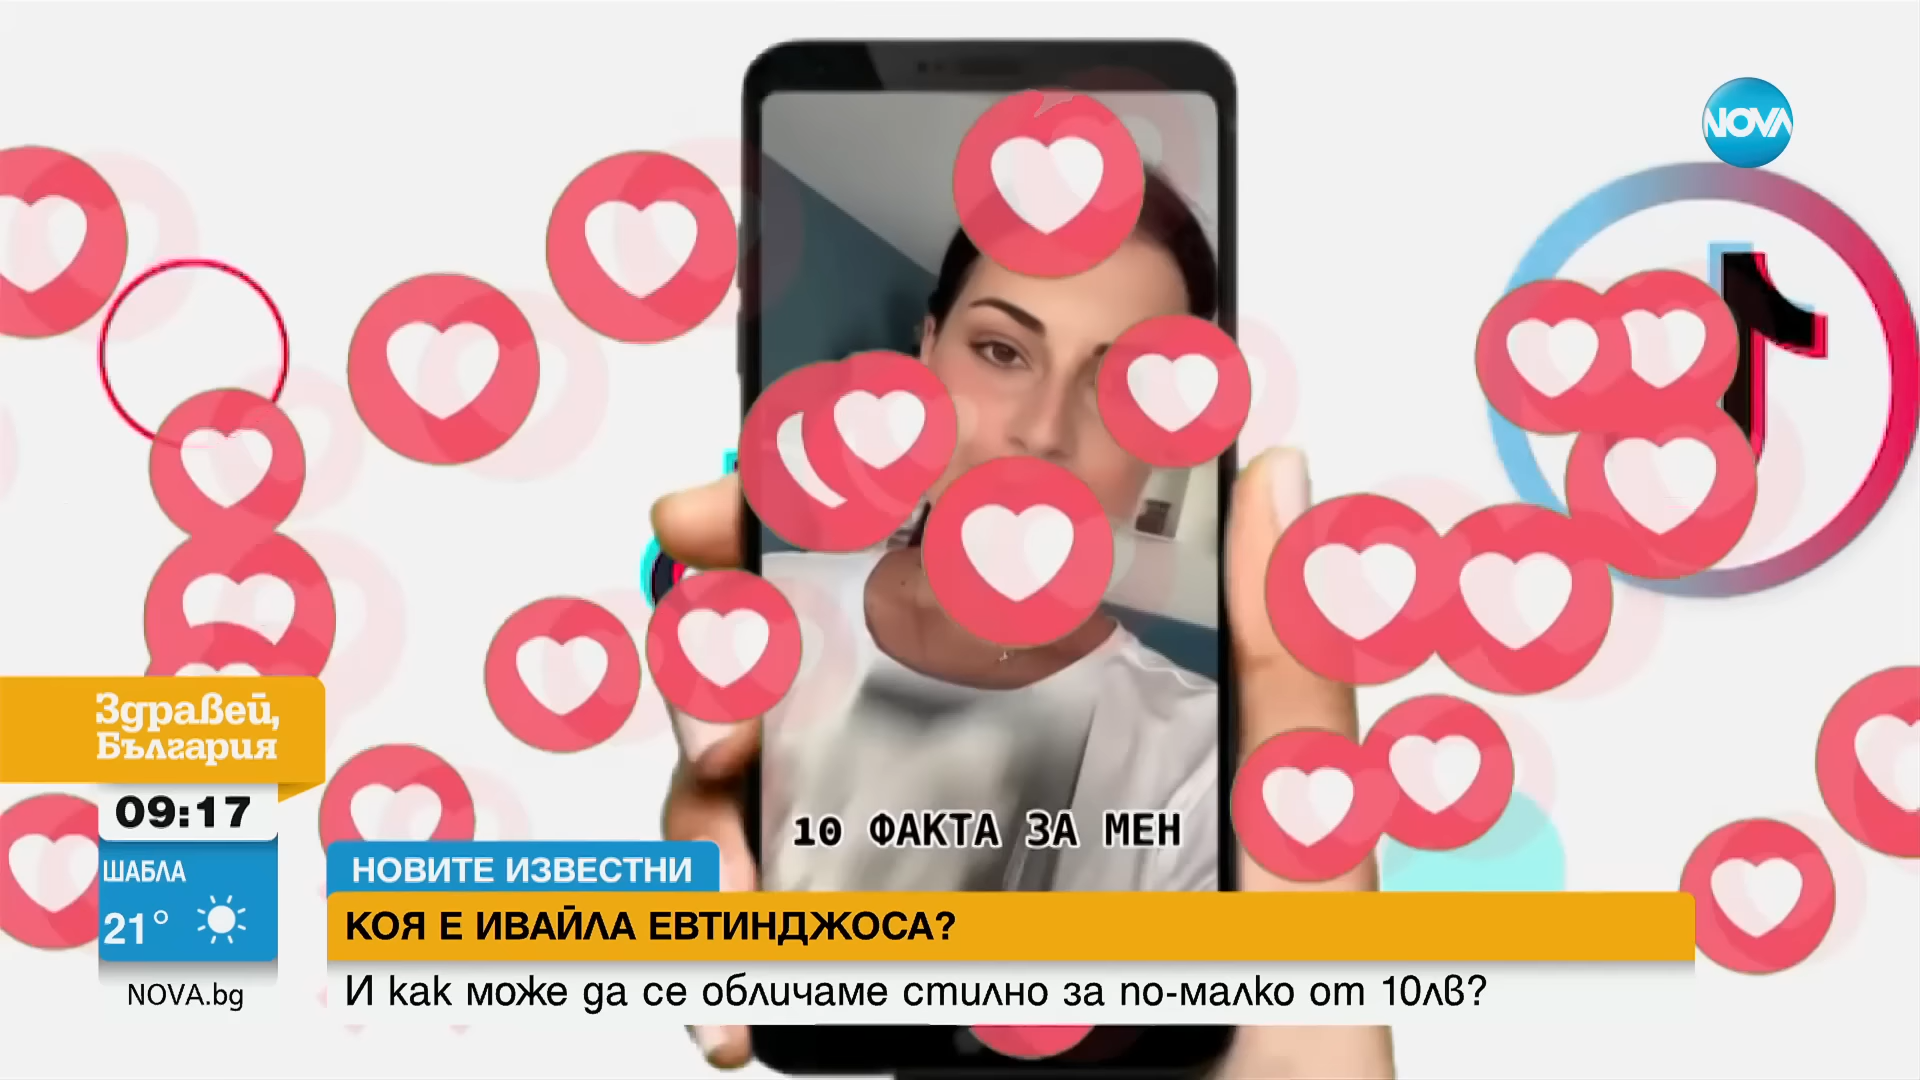 NOVA
10 ФАКТА ЗА МЕН
Здравей,
България
09:17
ШАБЛА
21°
NOVA.bg
НОВИТЕ ИЗВЕСТНИ
КОЯ Е ИВАЙЛА ЕВТИНДЖОСА?
И как може да се обличаме стилно за по-малко от 10лв?